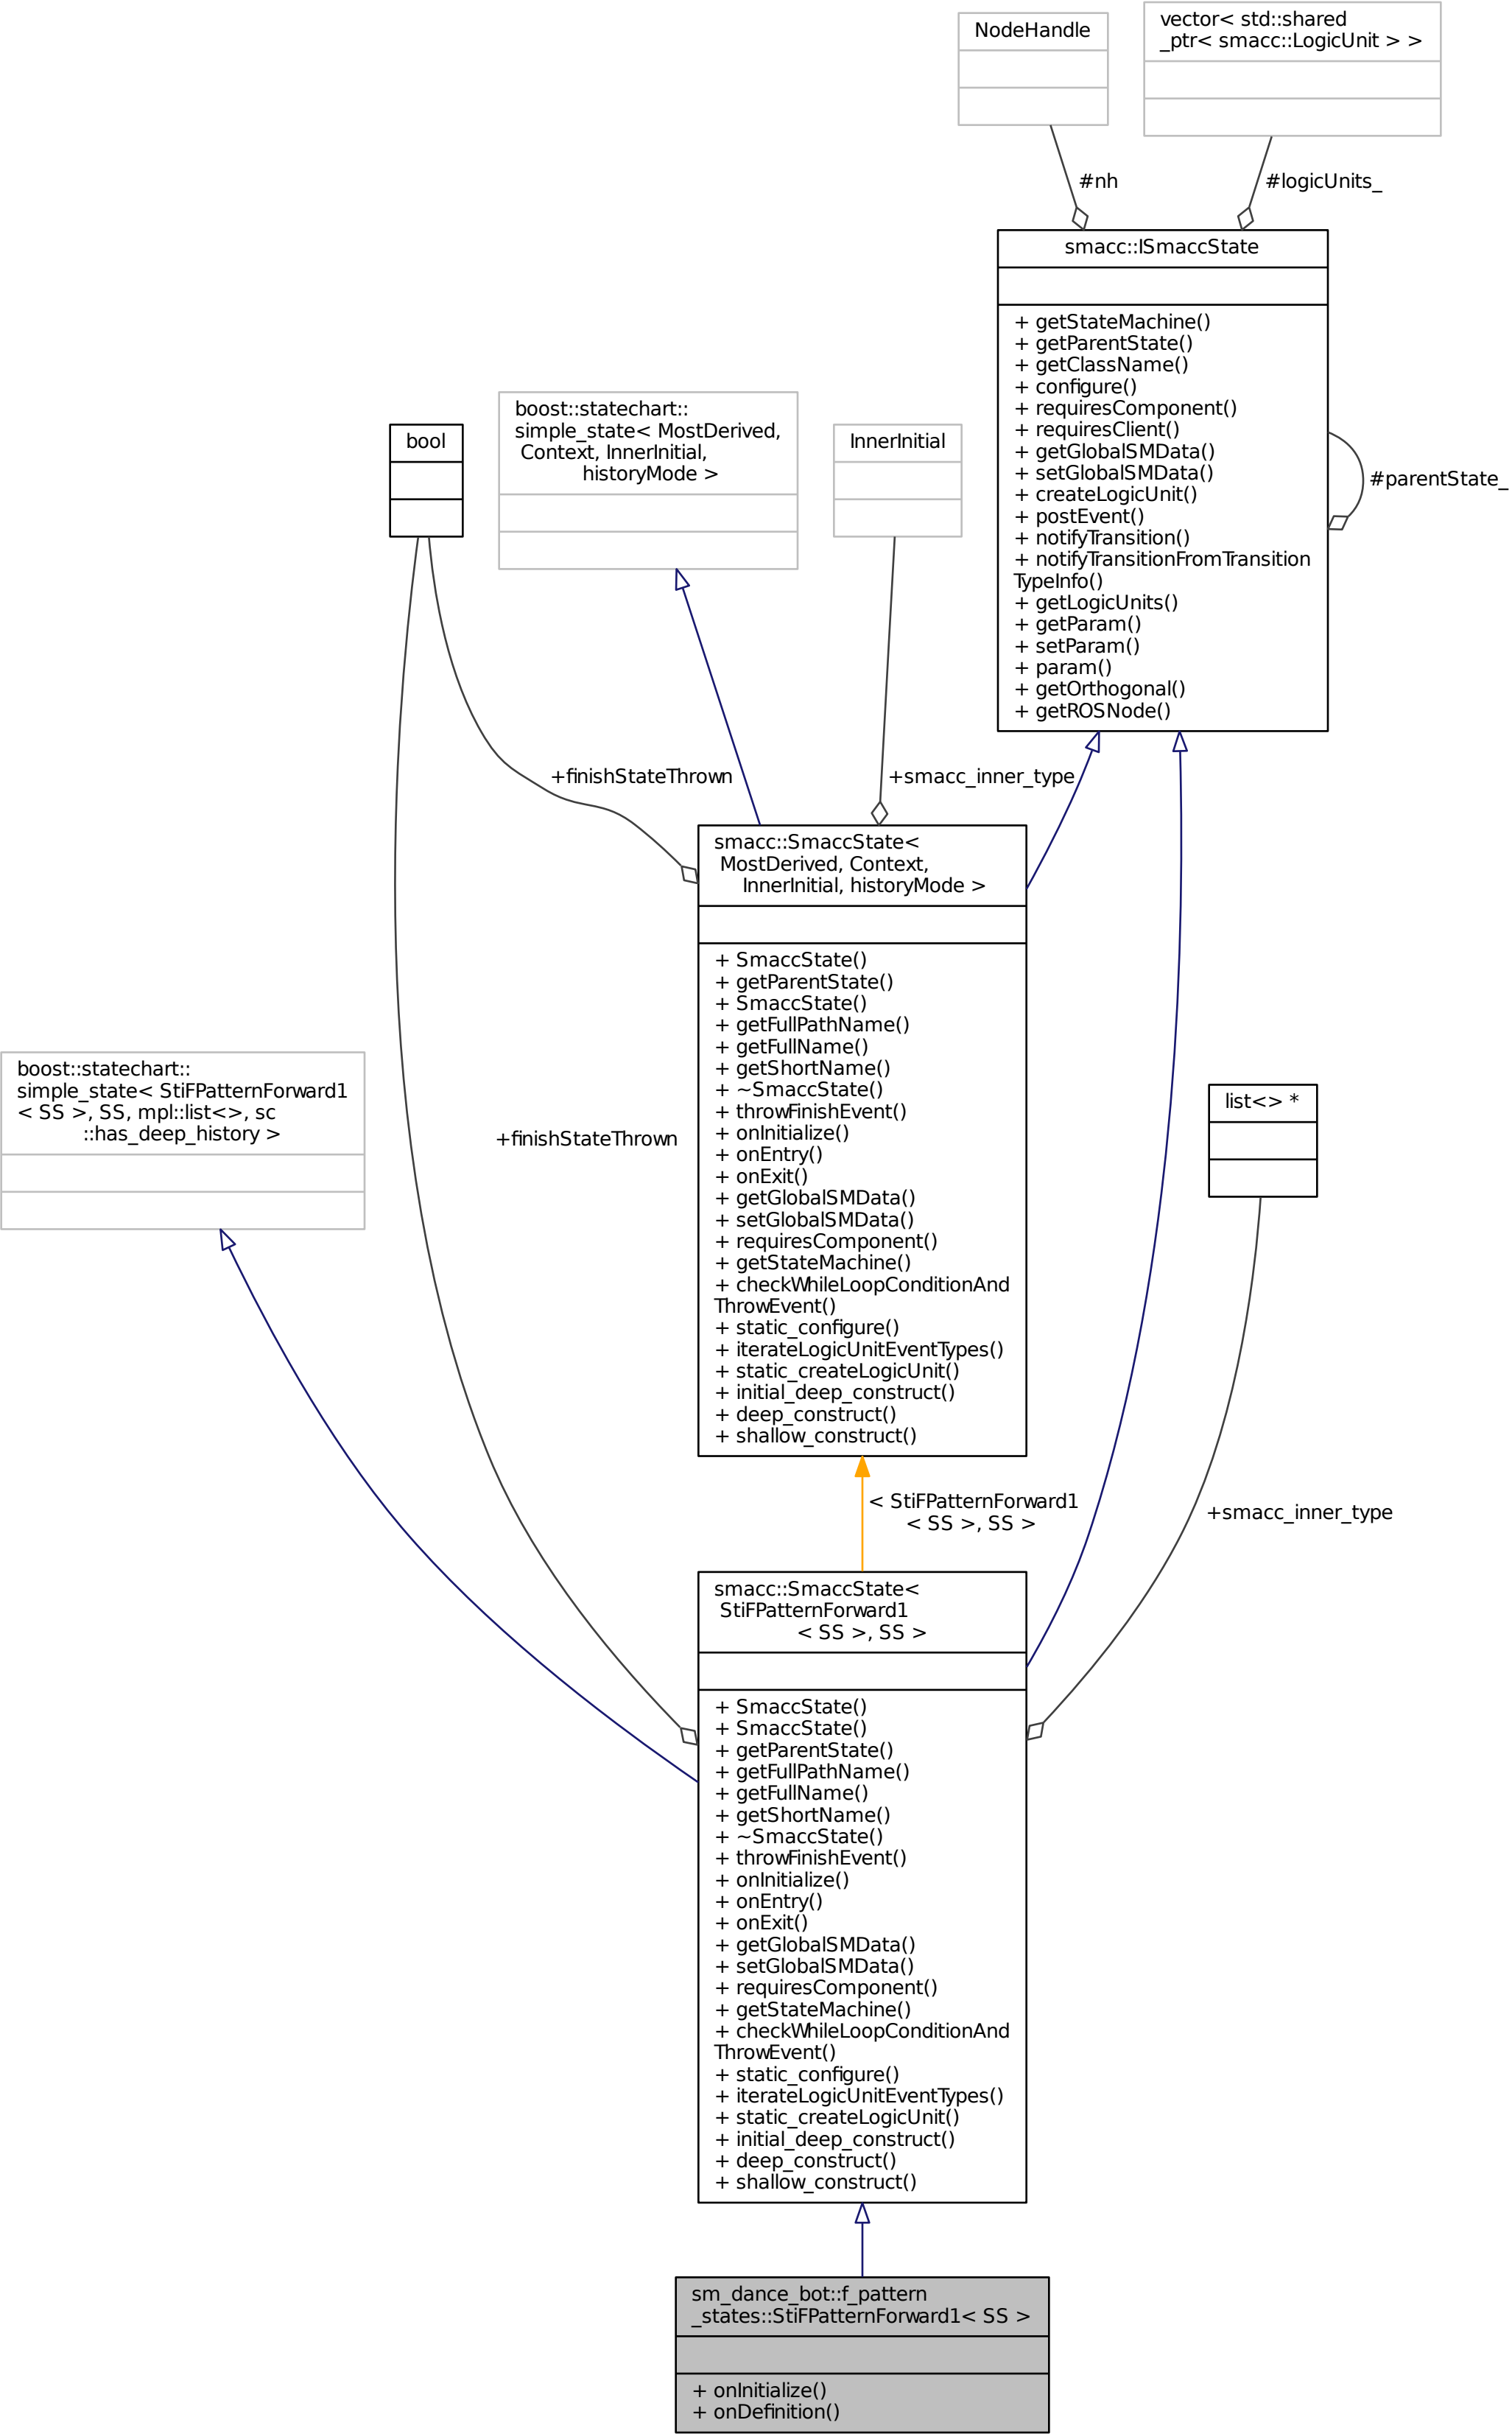 NodeHandle
vector< std::shared
_ptr< smacc::LogicUnit > >
#nh
#logicUnits_
smacc::ISmaccState
+ getStateMachine()
+ getParentState()
+ getClassName()
+ configure()
+ requiresComponent()
+ requiresClient()
+ getGlobalSMData()
+ setGlobalSMData()
+ createLogicUnit()
+ postEvent()
+ notifyTransition()
+ notifyTransitionFromTransition
TypeInfo()
+ getLogicUnits()
+ getParam()
+ setParam()
+ param()
+ getOrthogonal()
+ getROSNode()
#parentState_
bool
boost::statechart::
simple_state< MostDerived,
Context, InnerInitial,
historyMode >
InnerInitial
+finishStateThrown
+smacc_inner_type
smacc::SmaccState<
MostDerived, Context,
InnerInitial, historyMode >
+ SmaccState()
+ getParentState()
+ SmaccState()
+ getFullPathName()
+ getFullName()
+ getShortName()
+ ~SmaccState()
+ throwFinishEvent()
+ onInitialize()
+ onEntry()
+ onExit()
+ getGlobalSMData()
+ setGlobalSMData()
+ requiresComponent()
+ getStateMachine()
+ checkWhileLoopConditionAnd
ThrowEvent()
+ static_configure()
+ iterateLogicUnitEventTypes()
+ static_createLogicUnit()
+ initial_deep_construct()
+ deep_construct()
+ shallow_construct()
boost::statechart::
simple_state< StiFPatternForward1
< SS >, SS, mpl::list<>, sc
::has_deep_history >
+finishStateThrown
list<> *
< StiFPatternForward1
< SS >, SS >
+smacc_inner_type
smacc::SmaccState<
StiFPatternForward1
< SS >, SS >
+ SmaccState()
+ SmaccState()
+ getParentState()
+ getFullPathName()
+ getFullName()
+ getShortName()
+ ~SmaccState()
+ throwFinishEvent()
+ onInitialize()
+ onEntry()
+ onExit()
+ getGlobalSMData()
+ setGlobalSMData()
+ requiresComponent()
+ getStateMachine()
+ checkWhileLoopConditionAnd
ThrowEvent()
+ static_configure()
+ iterateLogicUnitEventTypes()
+ static_createLogicUnit()
+ initial_deep_construct()
+ deep_construct()
+ shallow_construct()
sm_dance_bot::f_pattern
_states::StiFPatternForward1< SS >
+ onInitialize()
+ onDefinition()